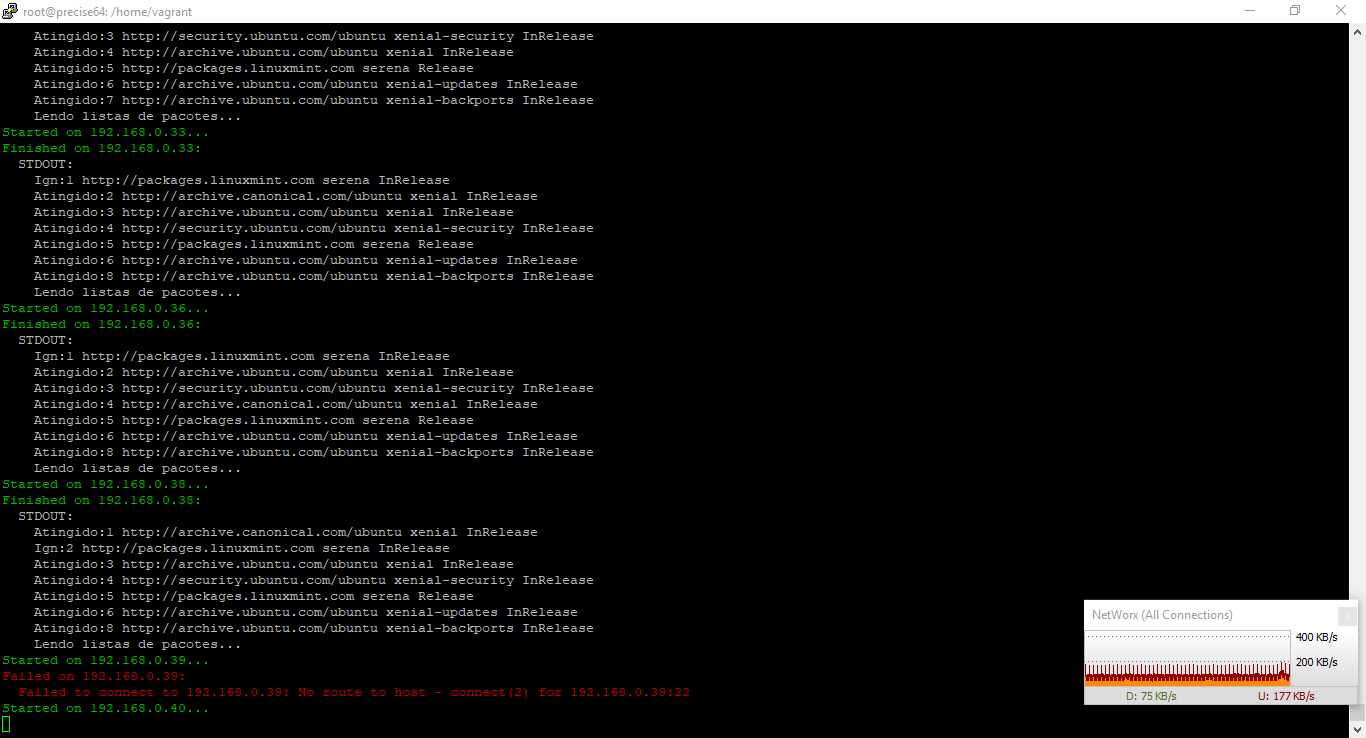 root@precise64: /home/vagrant
Atingido:3 http://security.ubuntu.com/ubuntu xenial-security InRelease
Atingido:4 http://archive.ubuntu.com/ubuntu xenial InRelease
Atingido:5 http://packages.linuxmint.com serena Release
Atingido:6 http://archive.ubuntu.com/ubuntu xenial-updates InRelease
Atingido:7 http://archive.ubuntu.com/ubuntu xenial-backports InRelease
Lendo listas de pacotes...
Started on 192.168.0.33...
Finished on 192.168.0.33:
STDOUT:
Ign:1 http://packages.linuxmint.com serena InRelease
Atingido:2 http://archive.canonical.com/ubuntu xenial InRelease
Atingido:3 http://archive.ubuntu.com/ubuntu xenial InRelease
Atingido:4 http://security.ubuntu.com/ubuntu xenial-security InRelease
Atingido:5 http://packages.linuxmint.com serena Release
Atingido:6 http://archive.ubuntu.com/ubuntu xenial-updates InRelease
Atingido:8 http://archive.ubuntu.com/ubuntu xenial-backports InRelease
Lendo listas de pacotes...
Started on 192.168.0.36...
Finished on 192.168.0.36:
STDOUT:
Ign:1 http://packages.linuxmint.com serena InRelease
Atingido:2 http://archive.ubuntu.com/ubuntu xenial InRelease
Atingido:3 http://security.ubuntu.com/ubuntu xenial-security InRelease
Atingido:4 http://archive.canonical.com/ubuntu xenial InRelease
Atingido:5 http://packages.linuxmint.com serena Release
Atingido:6 http://archive.ubuntu.com/ubuntu xenial-updates InRelease
Atingido:8 http://archive.ubuntu.com/ubuntu xenial-backports InRelease
Lendo listas de pacotes...
Started on 192.168.0.38...
Finished on 192.168.0.38:
STDOUT:
Atingido:1 http://archive.canonical.com/ubuntu xenial InRelease
Ign:2 http://packages.linuxmint.com serena InRelease
Atingido:3 http://archive.ubuntu.com/ubuntu xenial InRelease
Atingido:4 http://security.ubuntu.com/ubuntu xenial-security InRelease
Atingido:5 http://packages.linuxmint.com serena Release
Atingido:6 http://archive.ubuntu.com/ubuntu xenial-updates InRelease
Atingido:8 http://archive.ubuntu.com/ubuntu xenial-backports InRelease
Lendo listas de pacotes...
Started on 192.168.0.39...
Failed on 192.168.0.39:
Failed to connect to 192.168.0.39: No route to host - connect(2) for 192.168.0.39:22
Started on 192.168.0.40...
NetWorx (All Connections)
400 KB/s
200 KB/s
D: 75 KB/s U: 177 KB/s